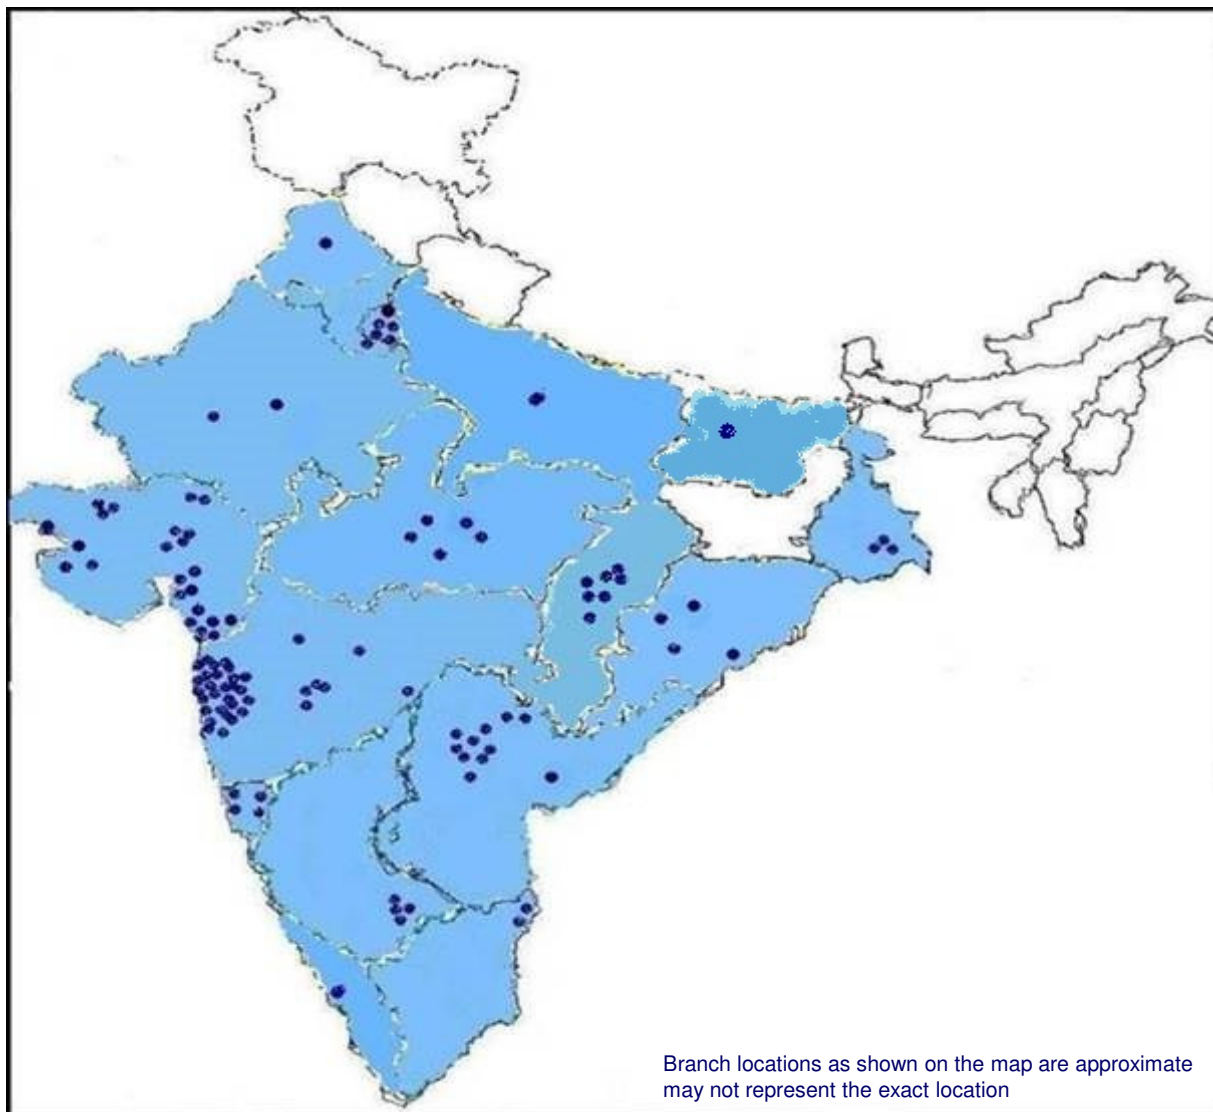 Branch locations as shown on the map are approximate
may not represent the exact location